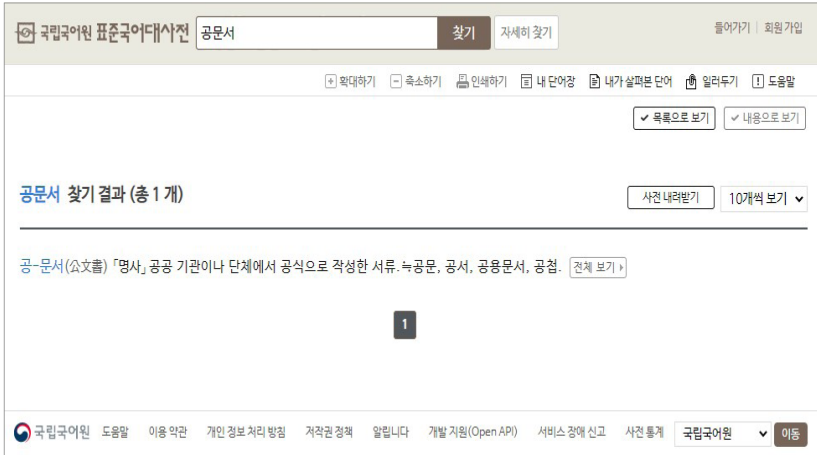 국립국어원 표준국어대사전 공문서 찾기 자세히 찾기 들어가기 회원 가입
확대하기 축소하기 인쇄하기 내 단어장 내가 살펴본 단어 일러두기 도움말
목록으로 보기 내용으로 보기
공문서 찾기 결과 (총 1 개) 사전 내려받기 10개씩 보기
공-문서(公文書) 「명사」 공공 기관이나 단체에서 공식으로 작성한 서류.≒공문, 공서, 공용문서, 공첩. 전체 보기
1
국립국어원 도움말 이용 약관 개인 정보 처리 방침 저작권 정책 알립니다 개발 지원(Open API) 서비스 장애 신고 사전 통계 국립국어원 이동